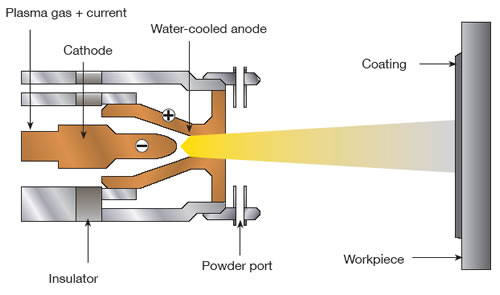 Plasma gas + current
Water-cooled anode
Cathode
Coating
+
−
Powder port
Workpiece
Insulator